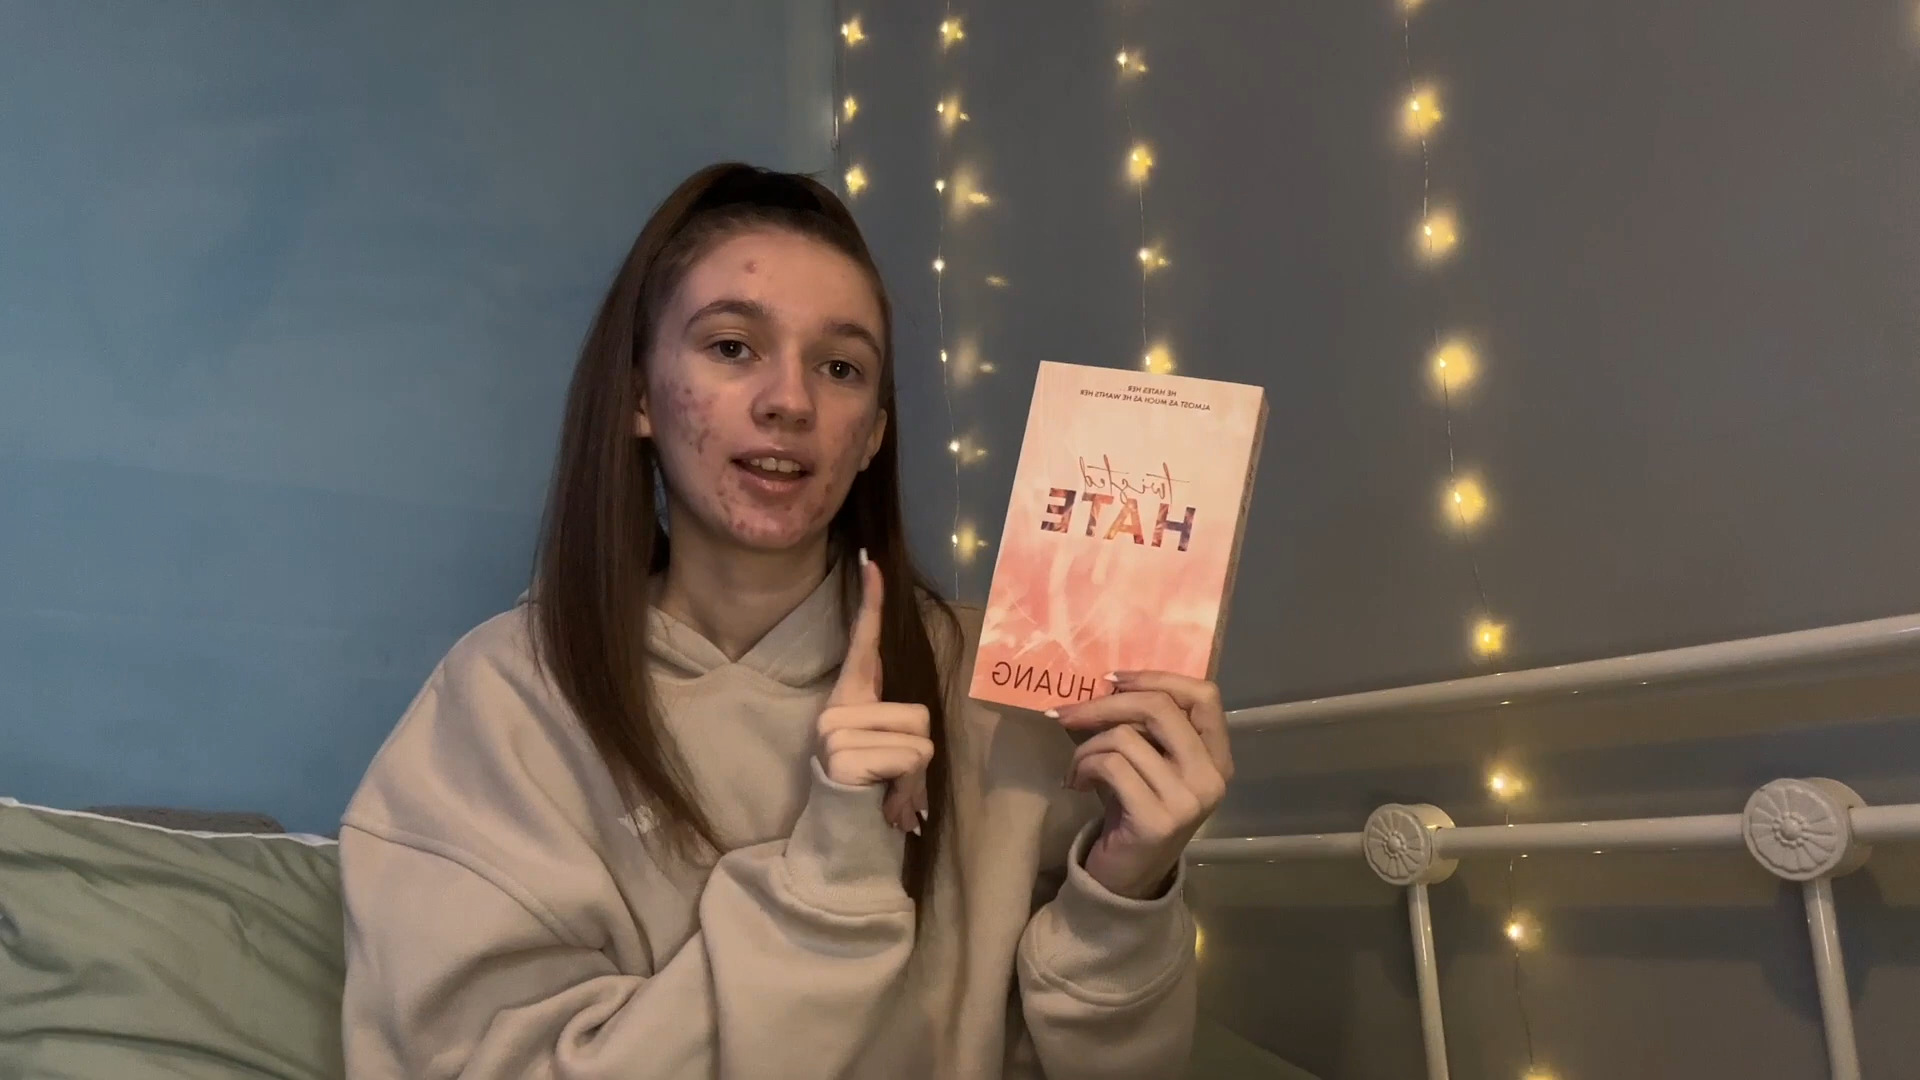 HE HATES HER...
ALMOST AS MUCH AS HE WANTS HER
twisted
HATE
HUANG